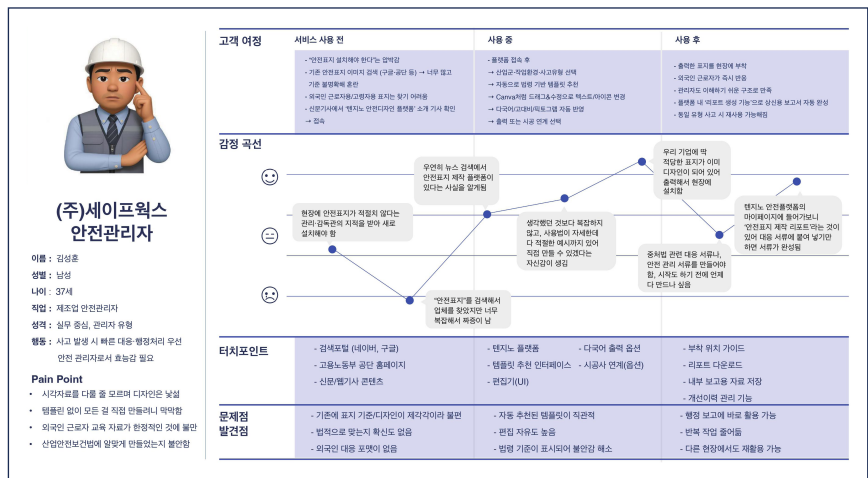 (주)세이프웍스
안전관리자
이름 : 김성훈
성별 : 남성
나이 : 37세
직업 : 제조업 안전관리자
성격 : 실무 중심, 관리자 유형
행동 : 사고 발생 시 빠른 대응·행정처리 우선
안전 관리자로서 효능감 필요
Pain Point
• 시각자료를 다룰 줄 모르며 디자인은 낯섦
• 템플릿 없이 모든 걸 직접 만들려니 막막함
• 외국인 근로자 교육 자료가 한정적인 것에 불만
• 산업안전보건법에 알맞게 만들었는지 불안함
고객 여정
서비스 사용 전
- "안전표지 설치해야 한다"는 압박감
- 기존 안전표지 이미지 검색 (구글·공단 등) → 너무 많고
기준 불명확해 혼란
- 외국인 근로자용/고령자용 표지는 찾기 어려움
- 신문기사에서 '텐지노 안전디자인 플랫폼' 소개 기사 확인
→ 접속
사용 중
- 플랫폼 접속 후
→ 산업군·작업환경·사고유형 선택
→ 자동으로 법령 기반 템플릿 추천
→ Canva처럼 드래그&수정으로 텍스트/아이콘 변경
→ 다국어/고대비/픽토그램 자동 반영
→ 출력 또는 시공 연계 선택
사용 후
- 출력한 표지를 현장에 부착
- 외국인 근로자가 즉시 반응
- 관리자도 이해하기 쉬운 구조로 만족
- 플랫폼 내 '리포트 생성 기능'으로 상신용 보고서 자동 완성
- 동일 유형 사고 시 재사용 가능해짐
감정 곡선
현장에 안전표지가 적절치 않다는
관리·감독관의 지적을 받아 새로
설치해야 함
"안전표지"를 검색해서
업체를 찾았지만 너무
복잡해서 짜증이 남
우연히 뉴스 검색에서
안전표지 제작 플랫폼이
있다는 사실을 알게됨
생각했던 것보다 복잡하지
않고, 사용법이 자세한데
다 적절한 예시까지 있어
직접 만들 수 있겠다는
자신감이 생김
우리 기업에 딱
적당한 표지가 이미
디자인이 되어 있어
출력해서 현장에
설치함
중처법 관련 대응 서류나,
안전 관리 서류를 만들어야
함, 시작도 하기 전에 언제
다 만드나 싶음
텐지노 안전플랫폼의
마이페이지에 들어가보니
'안전표지 제작 리포트'라는 것이
있어 대응 서류에 붙여 넣기만
하면 서류가 완성됨
터치포인트
- 검색포털 (네이버, 구글)
- 고용노동부 공단 홈페이지
- 신문/웹기사 콘텐츠
- 텐지노 플랫폼
- 템플릿 추천 인터페이스
- 편집기(UI)
- 다국어 출력 옵션
- 시공사 연계(옵션)
- 부착 위치 가이드
- 리포트 다운로드
- 내부 보고용 자료 저장
- 개선이력 관리 기능
문제점
발견점
- 기존에 표지 기준/디자인이 제각각이라 불편
- 법적으로 맞는지 확신도 없음
- 외국인 대응 포맷이 없음
- 자동 추천된 템플릿이 직관적
- 편집 자유도 높음
- 법령 기준이 표시되어 불안감 해소
- 행정 보고에 바로 활용 가능
- 반복 작업 줄어듦
- 다른 현장에서도 재활용 가능